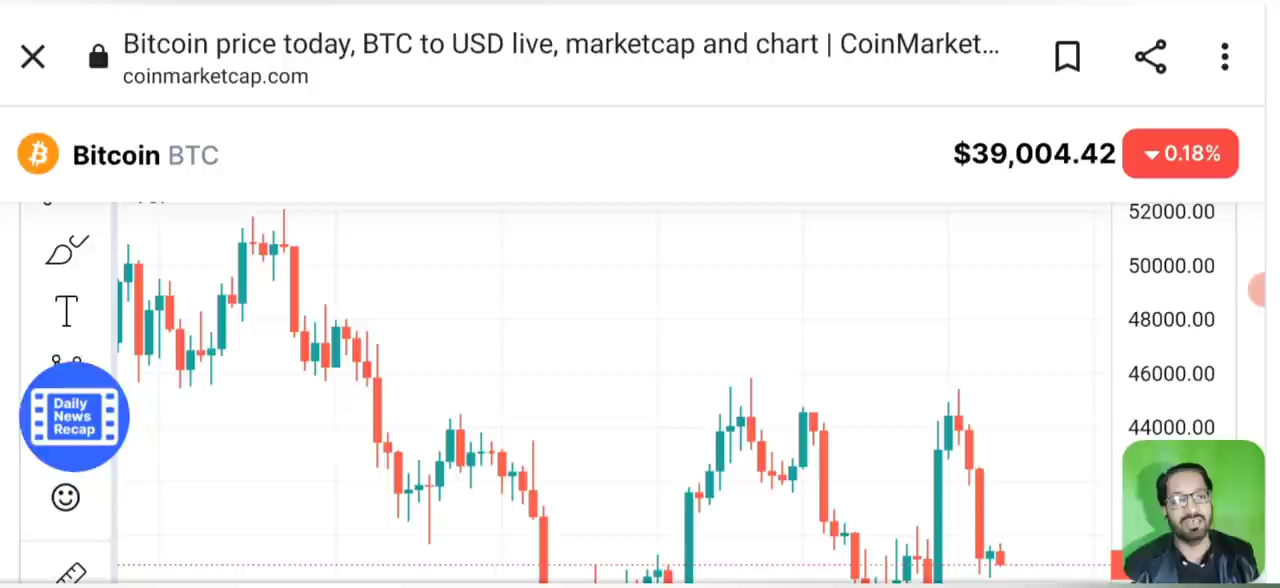 Bitcoin price today, BTC to USD live, marketcap and chart | CoinMarket...
coinmarketcap.com
Bitcoin BTC
$39,004.42
0.18%
52000.00
50000.00
48000.00
46000.00
44000.00
T
Daily
News
Recap